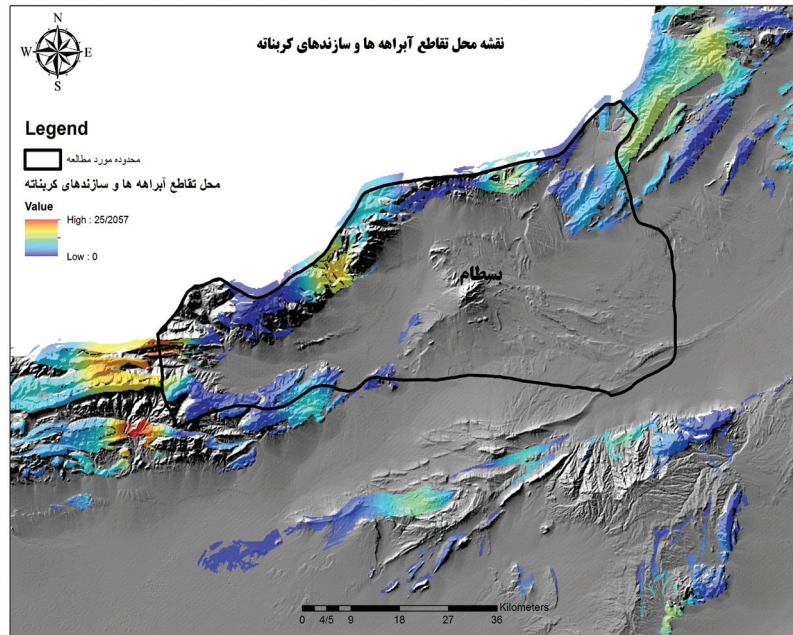 نقشه محل تقاطع آبراهه ها و سازندهای کربناته
N
W E
S
Legend
محدوده مورد مطالعه
محل تقاطع آبراهه ها و سازندهای کربناته
Value
High : 25/2057
Low : 0
بسطام
Kilometers
0 4/5 9 18 27 36